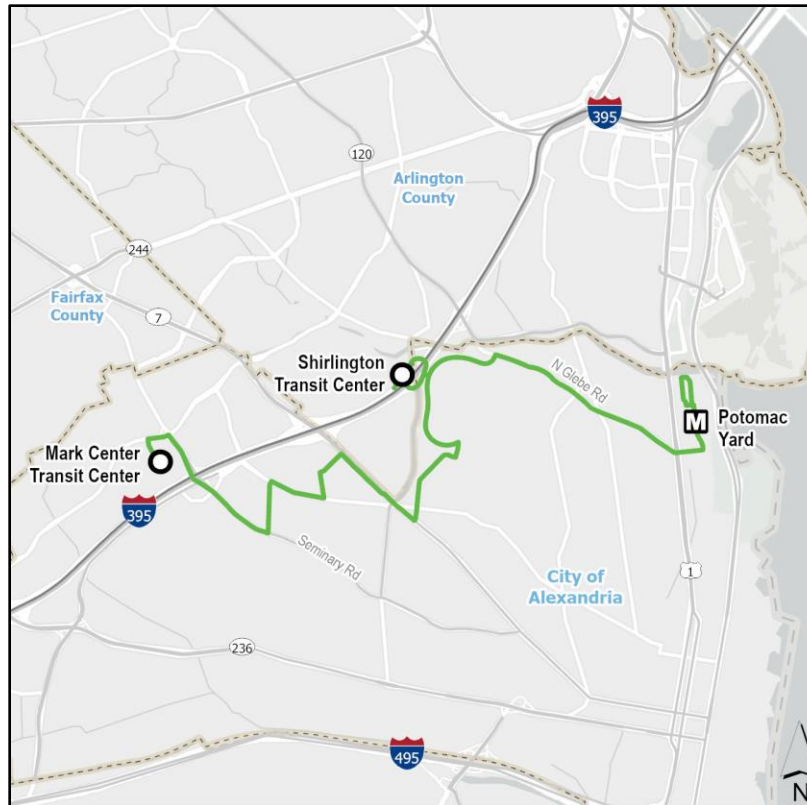 395
120
Arlington
County
244
Fairfax
County
7
Shirlington
Transit Center
N Glebe Rd
M
Potomac
Yard
Mark Center
Transit Center
395
Seminary Rd
City of
Alexandria
1
236
495
N